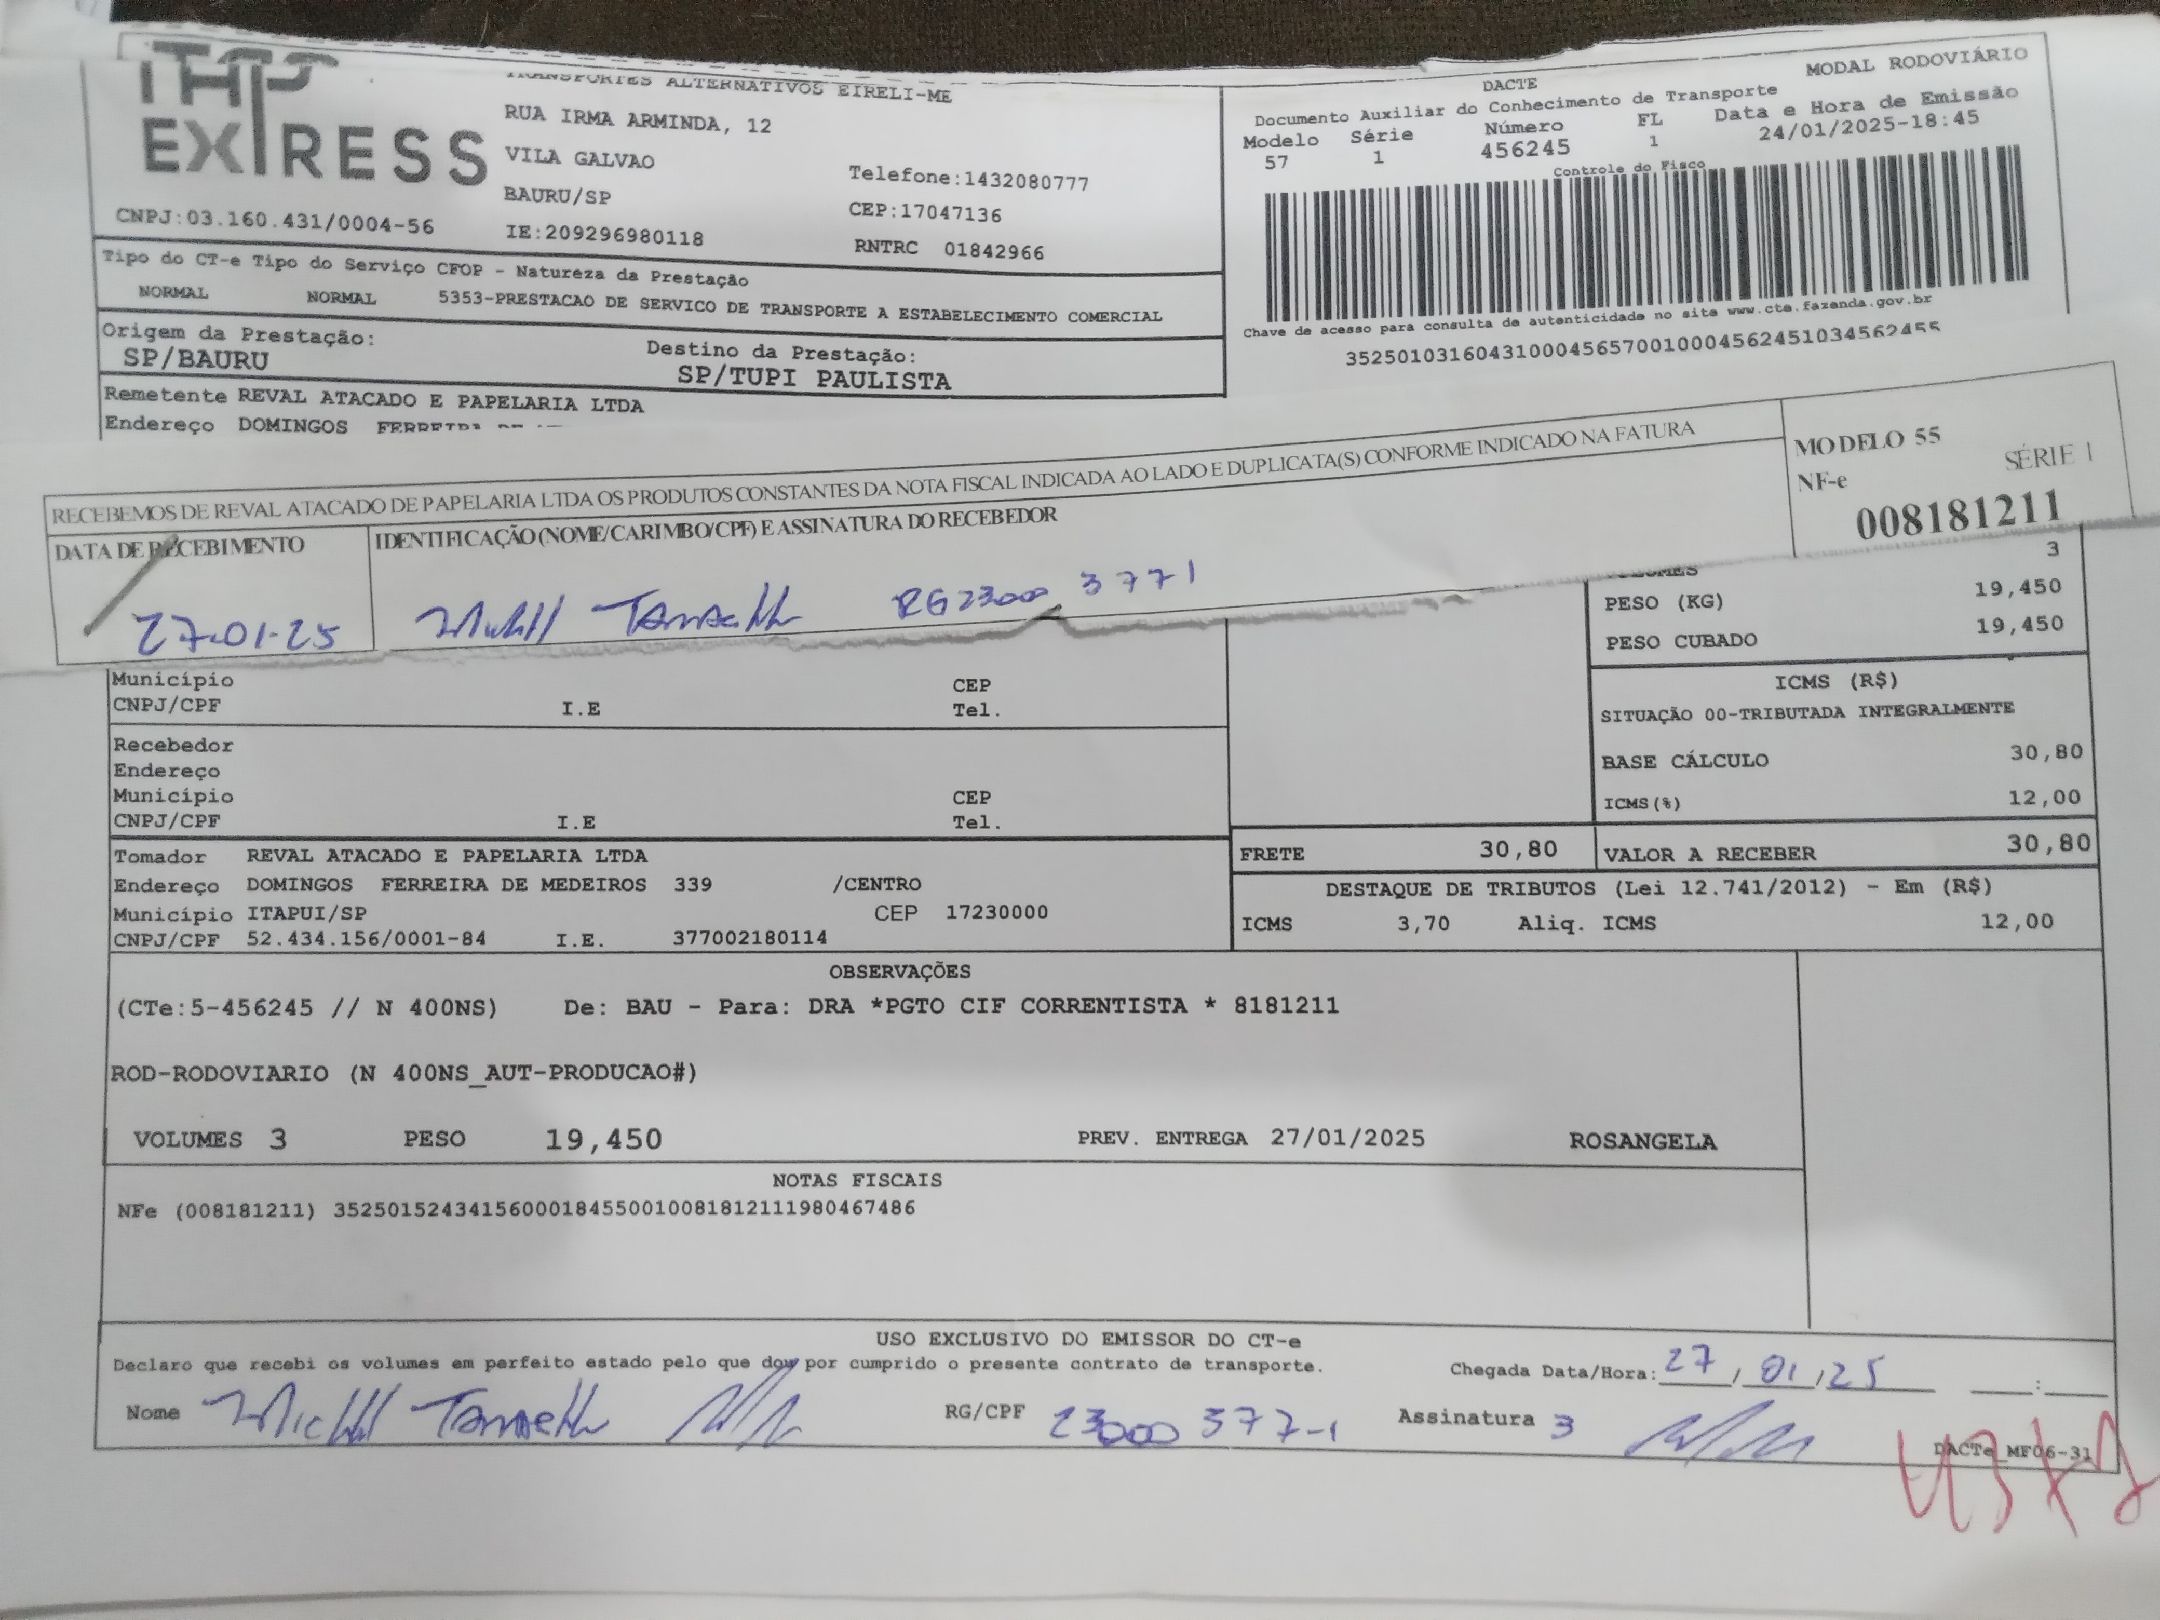 EXPRESS
TRANSPORTES ALTERNATIVOS EIRELI-ME
RUA IRMA ARMINDA, 12
VILA GALVAO
Telefone:1432080777
BAURU/SP
CEP:17047136
CNPJ:03.160.431/0004-56
IE:209296980118
RNTRC 01842966
DACTE
MODAL RODOVIÁRIO
Documento Auxiliar do Conhecimento de Transporte
Modelo Série Número FL Data e Hora de Emissão
57 1 456245 1 24/01/2025-18:45
Controle do Fisco
Chave de acesso para consulta de autenticidade no site www.cte.fazenda.gov.br
35250103160431000456570010004562451034562455
Tipo do CT-e Tipo do Serviço CFOP - Natureza da Prestação
NORMAL NORMAL 5353-PRESTACAO DE SERVICO DE TRANSPORTE A ESTABELECIMENTO COMERCIAL
Origem da Prestação:
SP/BAURU
Destino da Prestação:
SP/TUPI PAULISTA
Remetente REVAL ATACADO E PAPELARIA LTDA
Endereço DOMINGOS FERREIRA DE
RECEBEMOS DE REVAL ATACADO DE PAPELARIA LTDA OS PRODUTOS CONSTANTES DA NOTA FISCAL INDICADA AO LADO E DUPLICATA(S) CONFORME INDICADO NA FATURA
MODELO 55
NF-e SÉRIE 1
008181211
DATA DE RECEBIMENTO
IDENTIFICAÇÃO (NOME/CARIMBO/CPF) E ASSINATURA DO RECEBEDOR
27-01-25
RG 23000 3771
VOLUMES 3
PESO (KG) 19,450
PESO CUBADO 19,450
Município CEP
CNPJ/CPF I.E Tel.
ICMS (R$)
SITUAÇÃO 00-TRIBUTADA INTEGRALMENTE
BASE CÁLCULO 30,80
ICMS(%) 12,00
Recebedor
Endereço
Município CEP
CNPJ/CPF I.E Tel.
FRETE 30,80 VALOR A RECEBER 30,80
Tomador REVAL ATACADO E PAPELARIA LTDA
Endereço DOMINGOS FERREIRA DE MEDEIROS 339 /CENTRO
Município ITAPUI/SP CEP 17230000
CNPJ/CPF 52.434.156/0001-84 I.E. 377002180114
DESTAQUE DE TRIBUTOS (Lei 12.741/2012) - Em (R$)
ICMS 3,70 Aliq. ICMS 12,00
OBSERVAÇÕES
(CTe:5-456245 // N 400NS) De: BAU - Para: DRA *PGTO CIF CORRENTISTA * 8181211
ROD-RODOVIARIO (N 400NS_AUT-PRODUCAO#)
VOLUMES 3 PESO 19,450 PREV. ENTREGA 27/01/2025 ROSANGELA
NOTAS FISCAIS
NFe (008181211) 35250152434156000184550010081812111980467486
USO EXCLUSIVO DO EMISSOR DO CT-e
Declaro que recebi os volumes em perfeito estado pelo que dou por cumprido o presente contrato de transporte.
Chegada Data/Hora: 27/01/25 :
Nome
RG/CPF 23000 377-1
Assinatura 3
DACTe_MF06-31